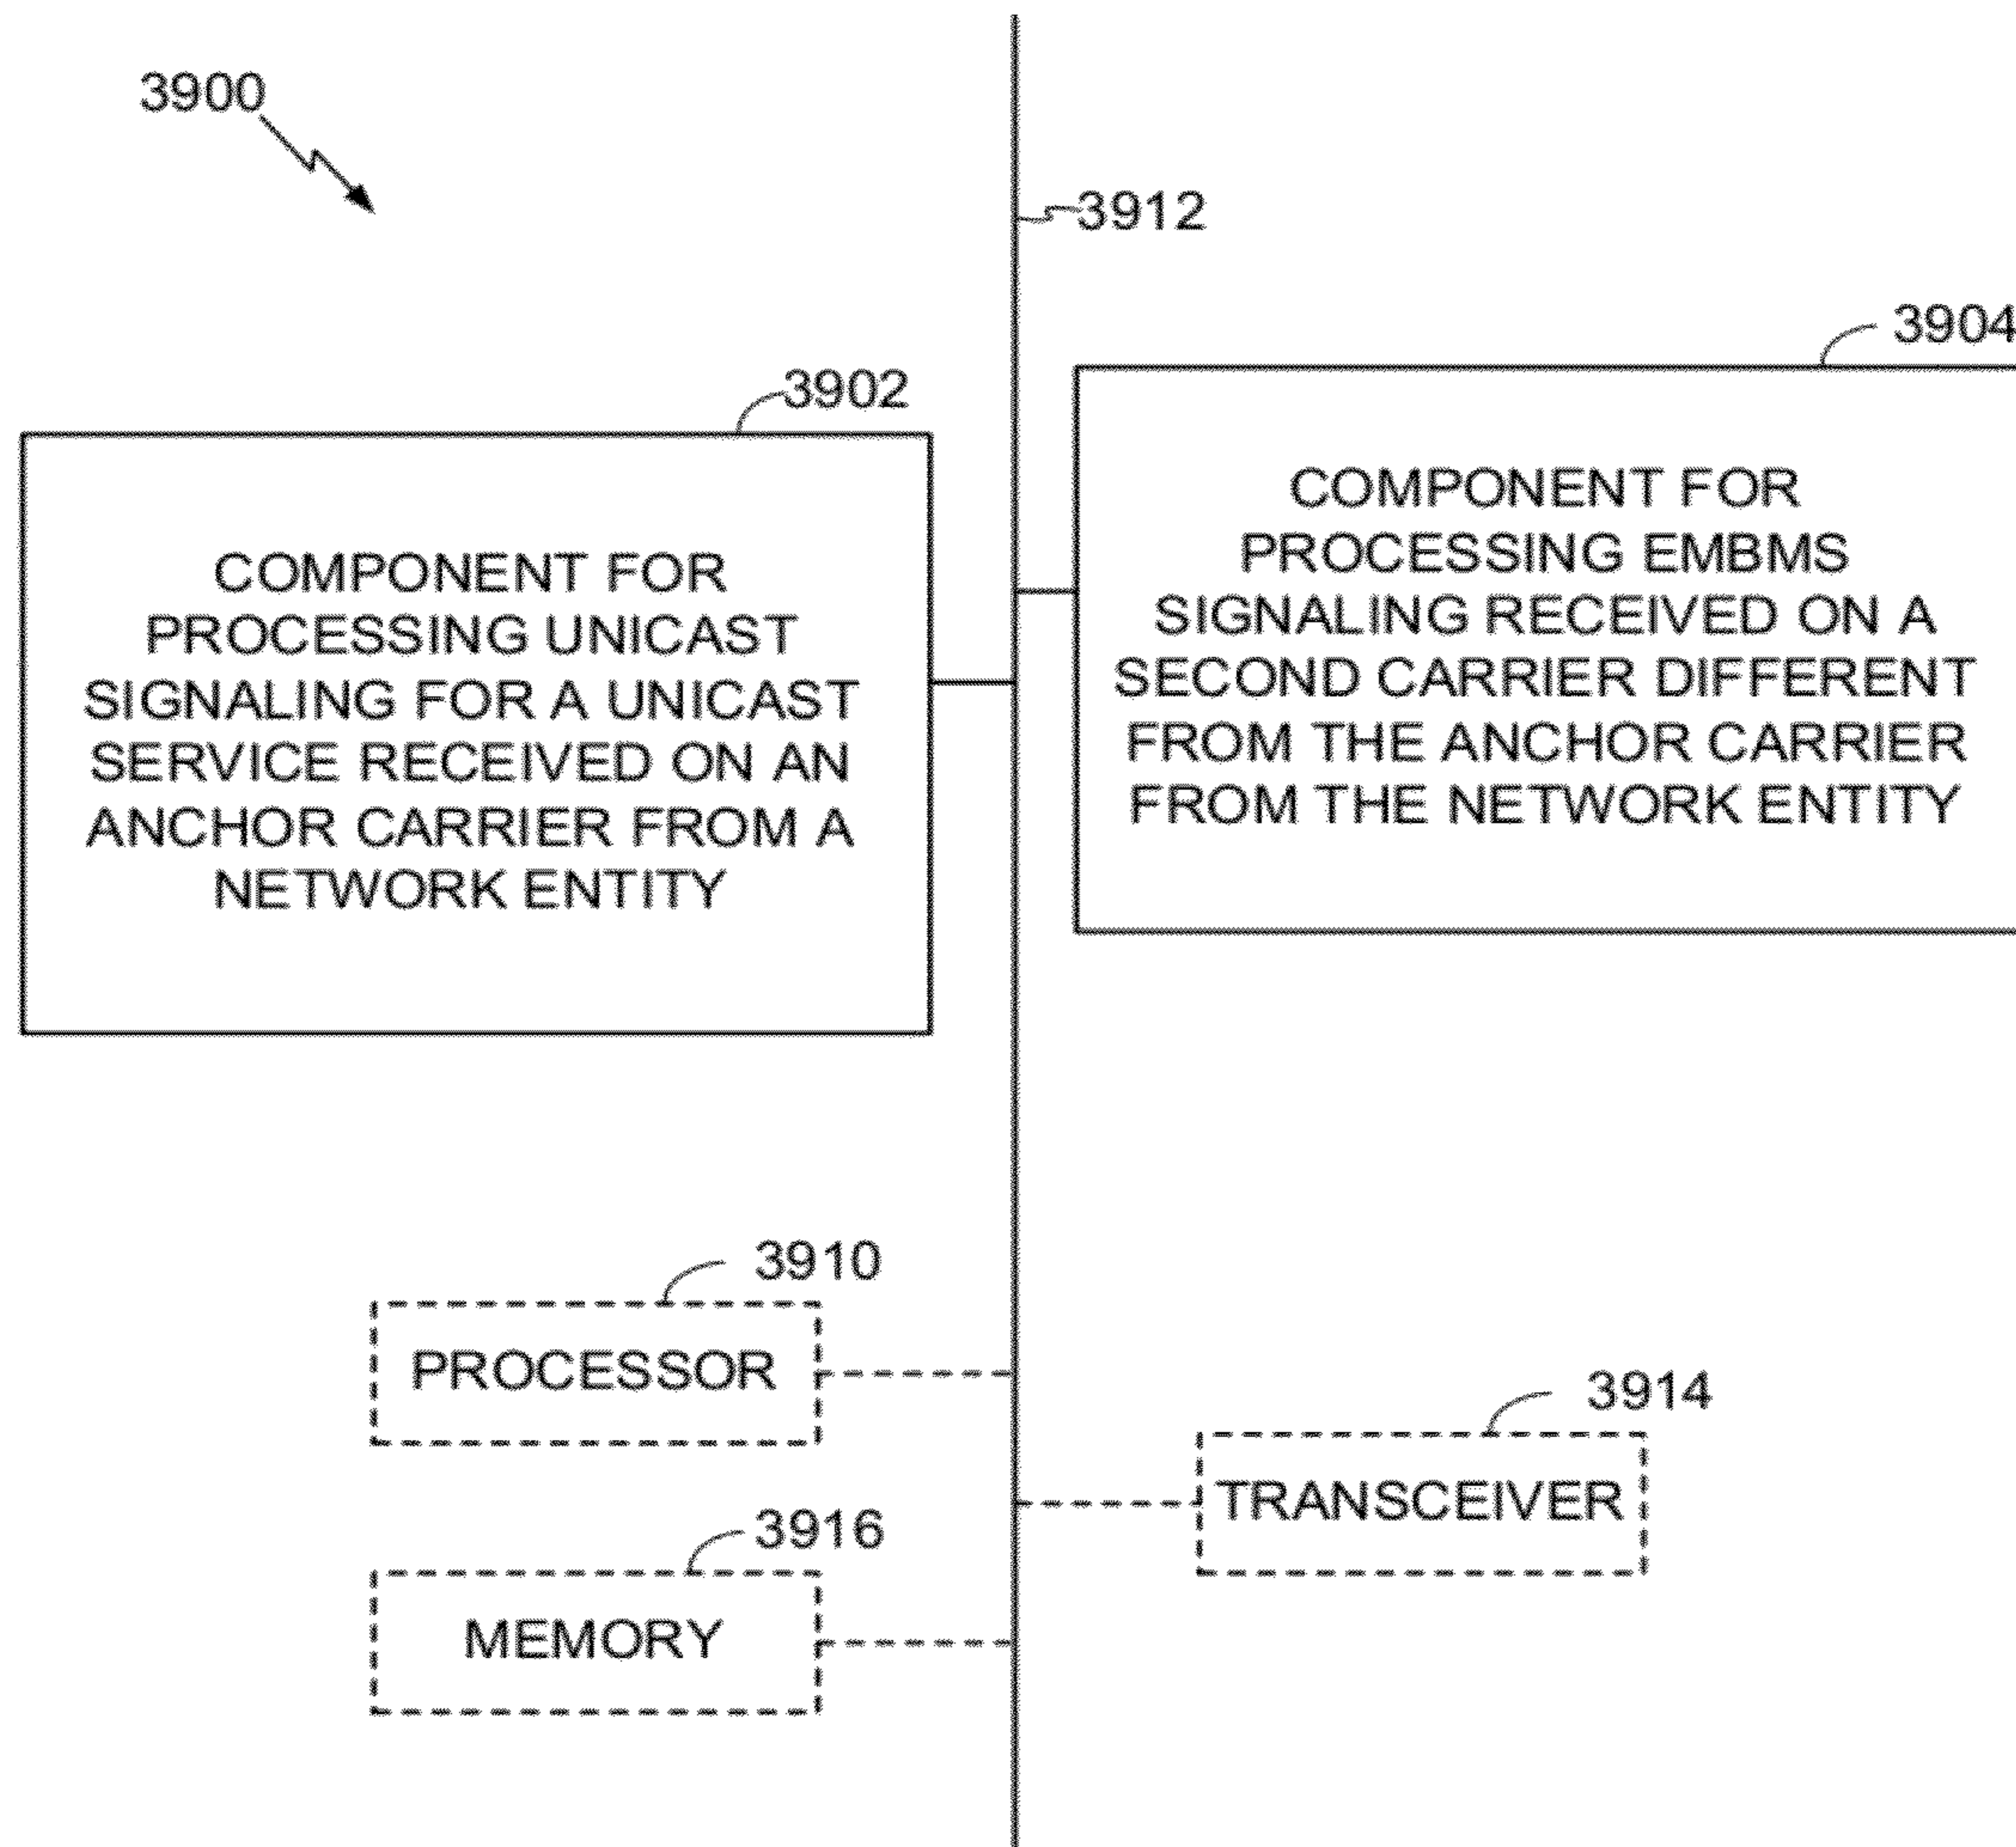 3900
3912
3904
3902
COMPONENT FOR
PROCESSING UNICAST
SIGNALING FOR A UNICAST
SERVICE RECEIVED ON AN
ANCHOR CARRIER FROM A
NETWORK ENTITY
COMPONENT FOR
PROCESSING EMBMS
SIGNALING RECEIVED ON A
SECOND CARRIER DIFFERENT
FROM THE ANCHOR CARRIER
FROM THE NETWORK ENTITY
3910
PROCESSOR
3914
TRANSCEIVER
3916
MEMORY